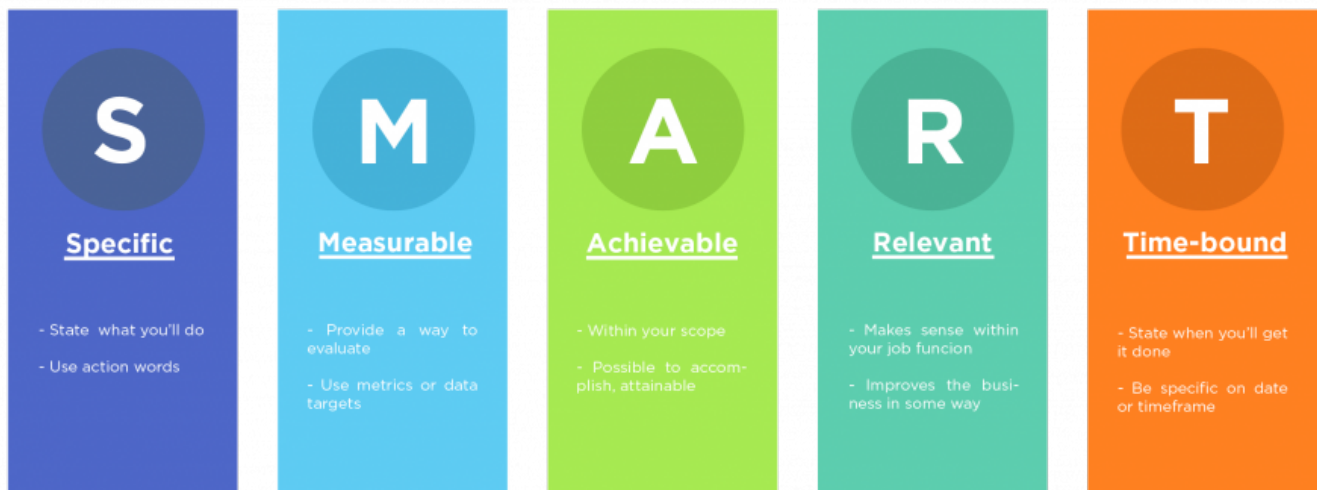 S
Specific
- State what you'll do
- Use action words
M
Measurable
- Provide a way to
evaluate
- Use metrics or data
targets
A
Achievable
- Within your scope
- Possible to accom-
plish, attainable
R
Relevant
- Makes sense within
your job funcion
- Improves the busi-
ness in some way
T
Time-bound
- State when you'll get
it done
- Be specific on date
or timeframe